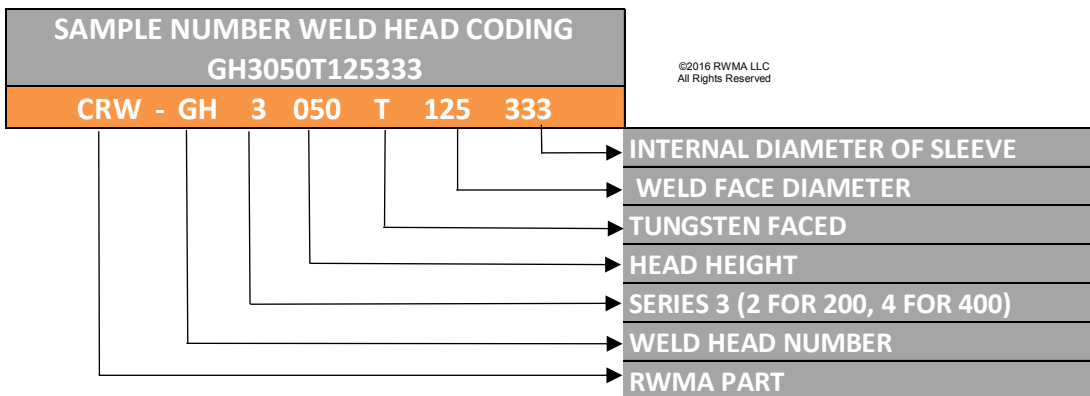 SAMPLE NUMBER WELD HEAD CODING
GH3050T125333
©2016 RWMA LLC
All Rights Reserved
CRW - GH 3 050 T 125 333
INTERNAL DIAMETER OF SLEEVE
WELD FACE DIAMETER
TUNGSTEN FACED
HEAD HEIGHT
SERIES 3 (2 FOR 200, 4 FOR 400)
WELD HEAD NUMBER
RWMA PART